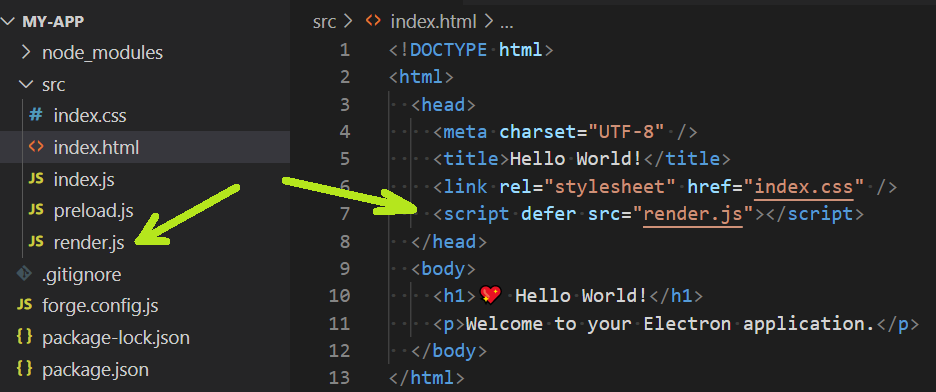 MY-APP
node_modules
src
# index.css
<> index.html
JS index.js
JS preload.js
JS render.js
.gitignore
JS forge.config.js
{} package-lock.json
{} package.json
src > <> index.html > ...
1 <!DOCTYPE html>
2 <html>
3 <head>
4 <meta charset="UTF-8" />
5 <title>Hello World!</title>
6 <link rel="stylesheet" href="index.css" />
7 <script defer src="render.js"></script>
8 </head>
9 <body>
10 <h1>💖 Hello World!</h1>
11 <p>Welcome to your Electron application.</p>
12 </body>
13 </html>